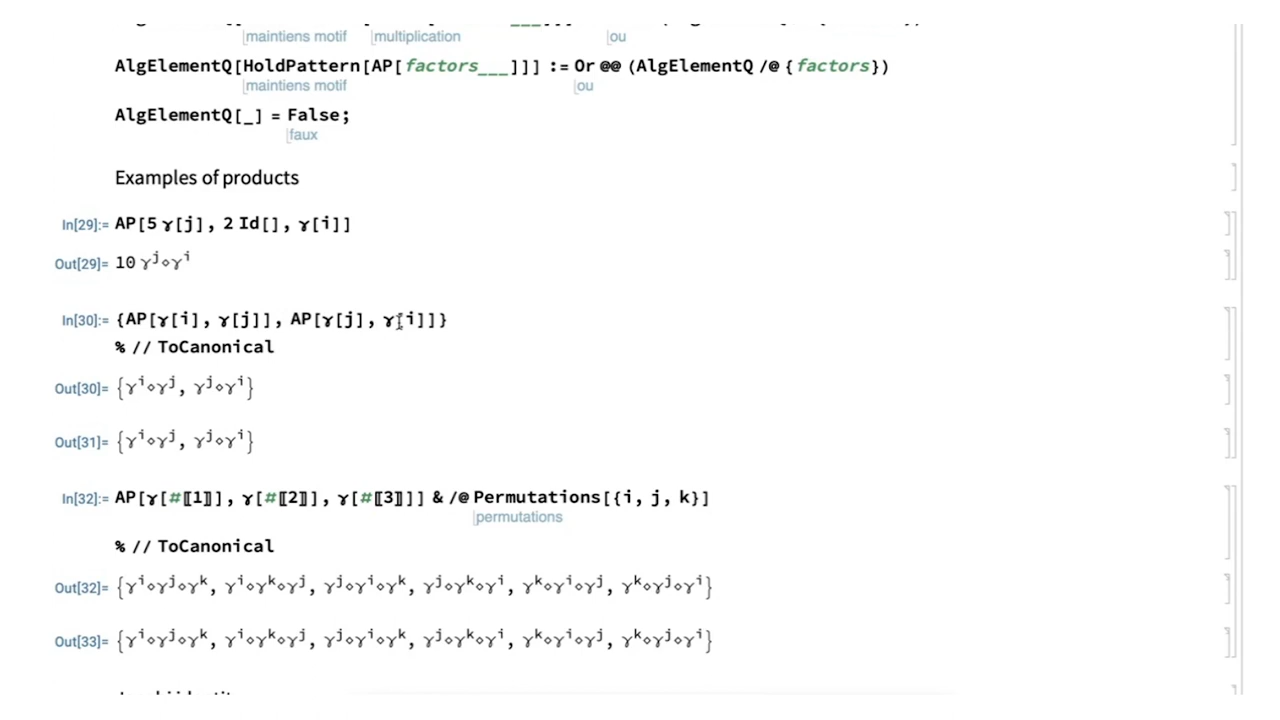 maintiens motif multiplication ou
AlgElementQ[HoldPattern[AP[factors___]]] := Or @@ (AlgElementQ /@ {factors})
maintiens motif ou
AlgElementQ[_] = False;
faux
Examples of products
In[29]:= AP[5 γ[j], 2 Id[], γ[i]]
Out[29]= 10 γʲ⋄γⁱ
In[30]:= {AP[γ[i], γ[j]], AP[γ[j], γ[i]]}
% // ToCanonical
Out[30]= {γⁱ⋄γʲ, γʲ⋄γⁱ}
Out[31]= {γⁱ⋄γʲ, γʲ⋄γⁱ}
In[32]:= AP[γ[#〚1〛], γ[#〚2〛], γ[#〚3〛]] & /@ Permutations[{i, j, k}]
permutations
% // ToCanonical
Out[32]= {γⁱ⋄γʲ⋄γᵏ, γⁱ⋄γᵏ⋄γʲ, γʲ⋄γⁱ⋄γᵏ, γʲ⋄γᵏ⋄γⁱ, γᵏ⋄γⁱ⋄γʲ, γᵏ⋄γʲ⋄γⁱ}
Out[33]= {γⁱ⋄γʲ⋄γᵏ, γⁱ⋄γᵏ⋄γʲ, γʲ⋄γⁱ⋄γᵏ, γʲ⋄γᵏ⋄γⁱ, γᵏ⋄γⁱ⋄γʲ, γᵏ⋄γʲ⋄γⁱ}